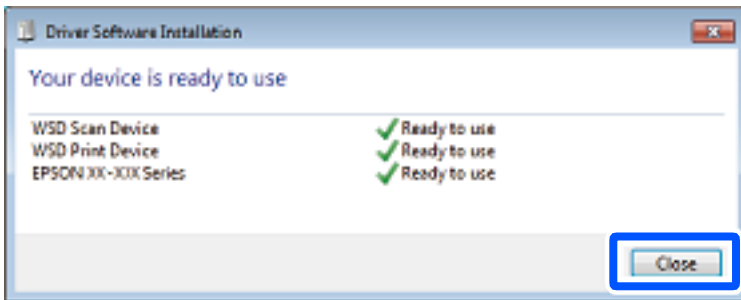 Driver Software Installation
Your device is ready to use
WSD Scan Device Ready to use
WSD Print Device Ready to use
EPSON XX-XXX Series Ready to use
Close